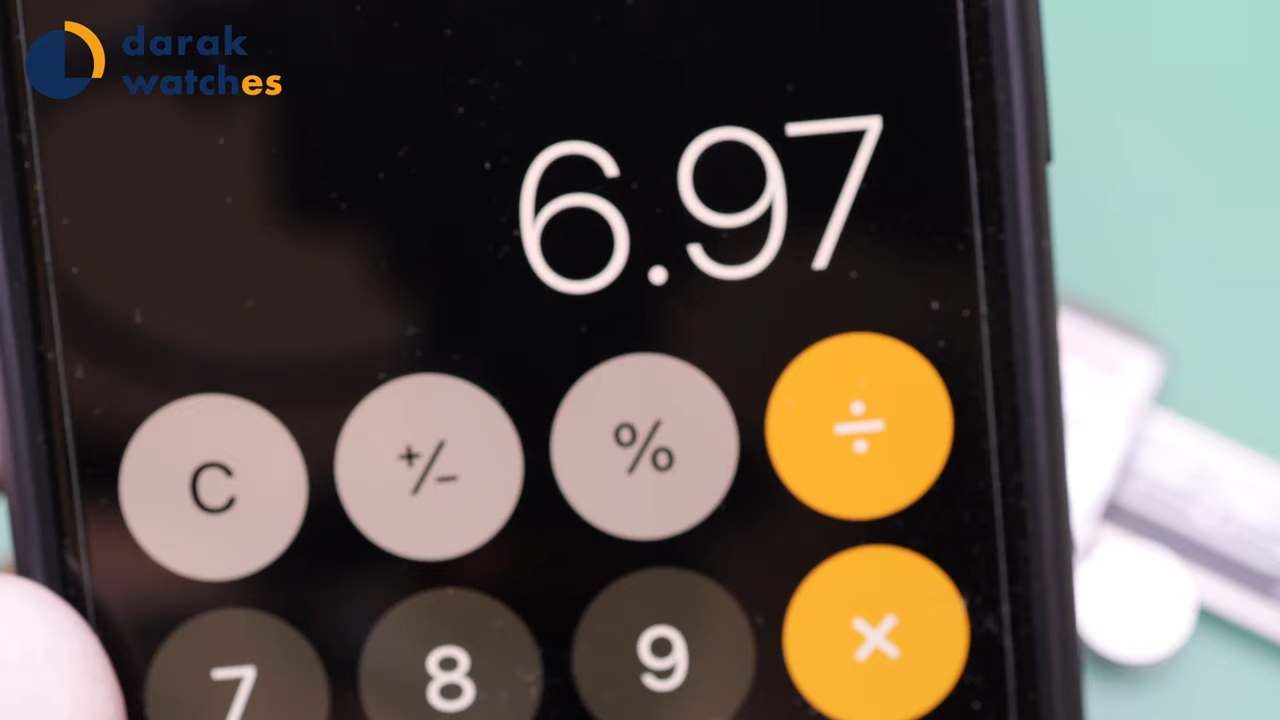 darak
watches
6.97
C +/- % ÷
7 8 9 ×